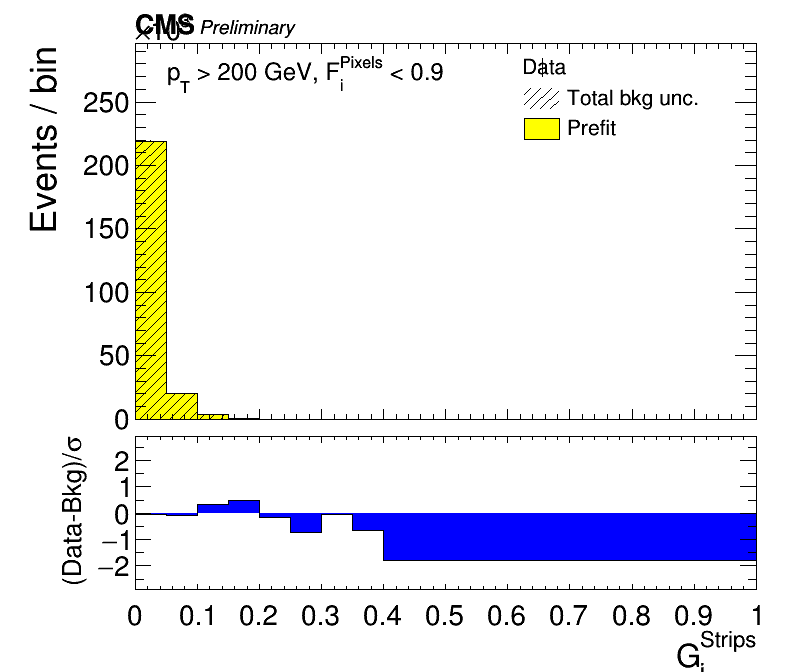 CMS Preliminary
×10³
Events / bin
p_T > 200 GeV, F_i^Pixels < 0.9
Data
Total bkg unc.
Prefit
250
200
150
100
50
0
(Data-Bkg)/σ
2
1
0
−1
−2
0 0.1 0.2 0.3 0.4 0.5 0.6 0.7 0.8 0.9 1
G_i^Strips